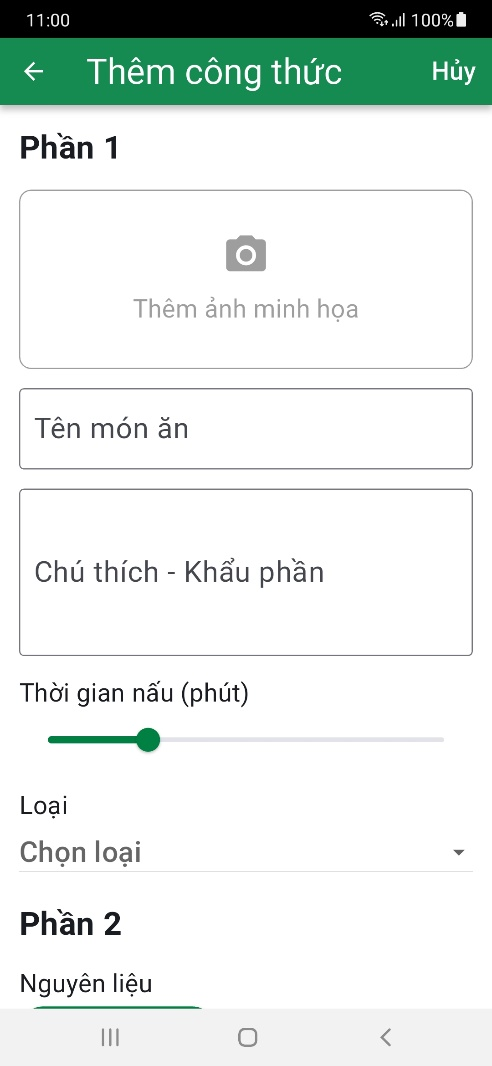 11:00
100%
Thêm công thức
Hủy
Phần 1
Thêm ảnh minh họa
Tên món ăn
Chú thích - Khẩu phần
Thời gian nấu (phút)
Loại
Chọn loại
Phần 2
Nguyên liệu